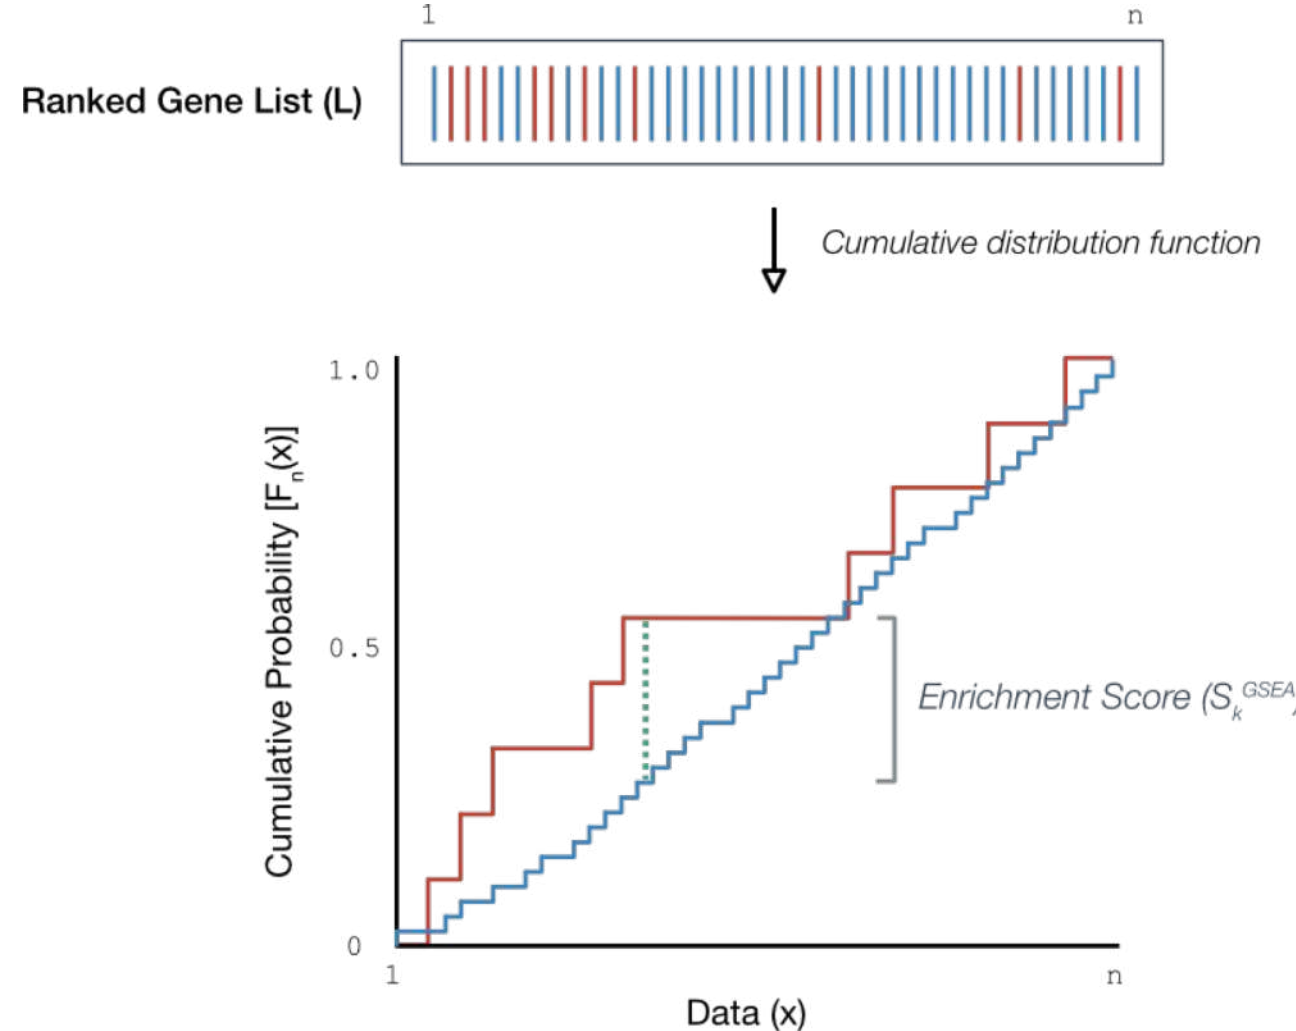 1 n
Ranked Gene List (L)
Cumulative distribution function
1.0
0.5
0
Cumulative Probability [Fn(x)]
Enrichment Score (SkGSEA)
1 n
Data (x)